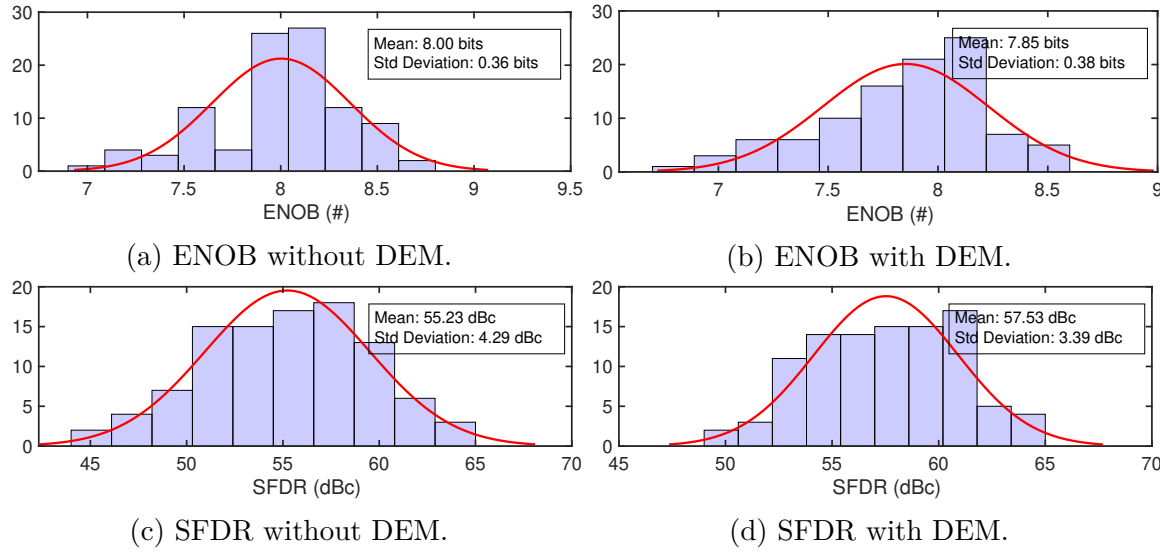 30
20
10
0
Mean: 8.00 bits
Std Deviation: 0.36 bits
7
7.5
8
8.5
9
9.5
ENOB (#)
(a) ENOB without DEM.
30
20
10
0
Mean: 7.85 bits
Std Deviation: 0.38 bits
7
7.5
8
8.5
9
ENOB (#)
(b) ENOB with DEM.
20
15
10
5
0
Mean: 55.23 dBc
Std Deviation: 4.29 dBc
45
50
55
60
65
70
SFDR (dBc)
(c) SFDR without DEM.
20
15
10
5
0
Mean: 57.53 dBc
Std Deviation: 3.39 dBc
45
50
55
60
65
70
SFDR (dBc)
(d) SFDR with DEM.